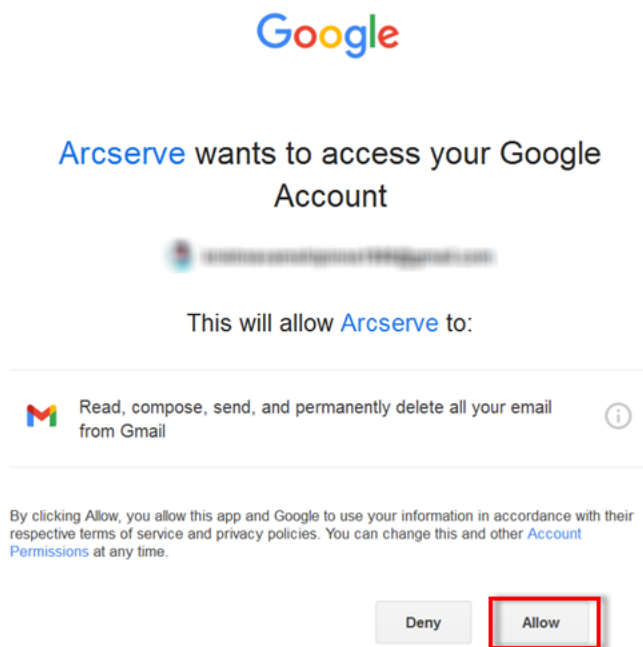 Google
Arcserve wants to access your Google
Account
This will allow Arcserve to:
Read, compose, send, and permanently delete all your email
from Gmail
By clicking Allow, you allow this app and Google to use your information in accordance with their
respective terms of service and privacy policies. You can change this and other Account
Permissions at any time.
Deny
Allow